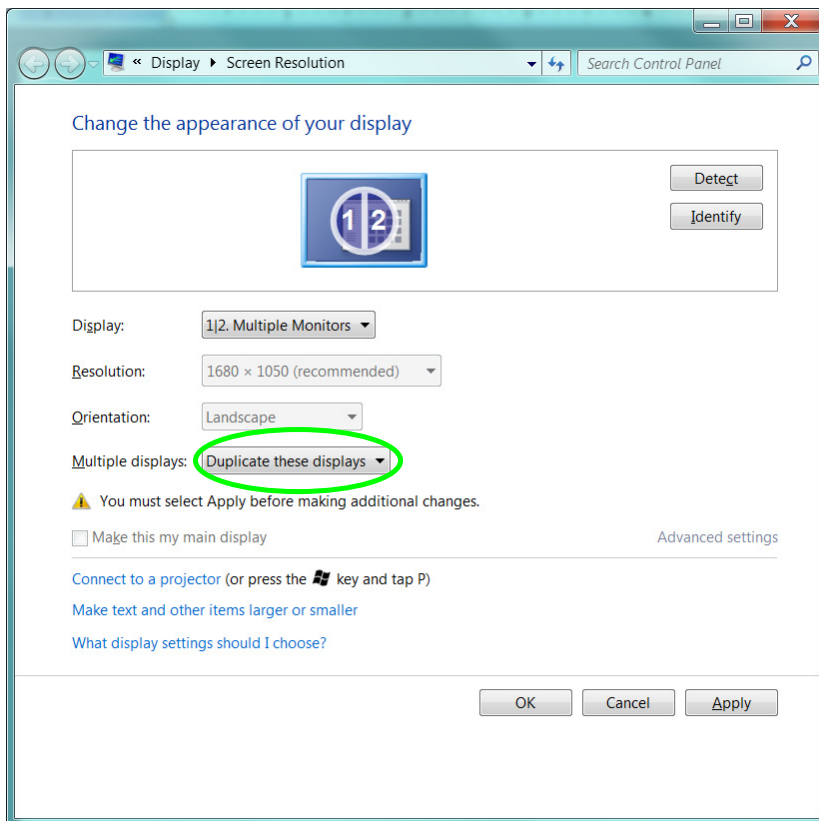 « Display ▸ Screen Resolution
Search Control Panel
Change the appearance of your display
1 2
Detect
Identify
Display: 1|2. Multiple Monitors
Resolution: 1680 × 1050 (recommended)
Orientation: Landscape
Multiple displays: Duplicate these displays
You must select Apply before making additional changes.
Make this my main display Advanced settings
Connect to a projector (or press the key and tap P)
Make text and other items larger or smaller
What display settings should I choose?
OK Cancel Apply